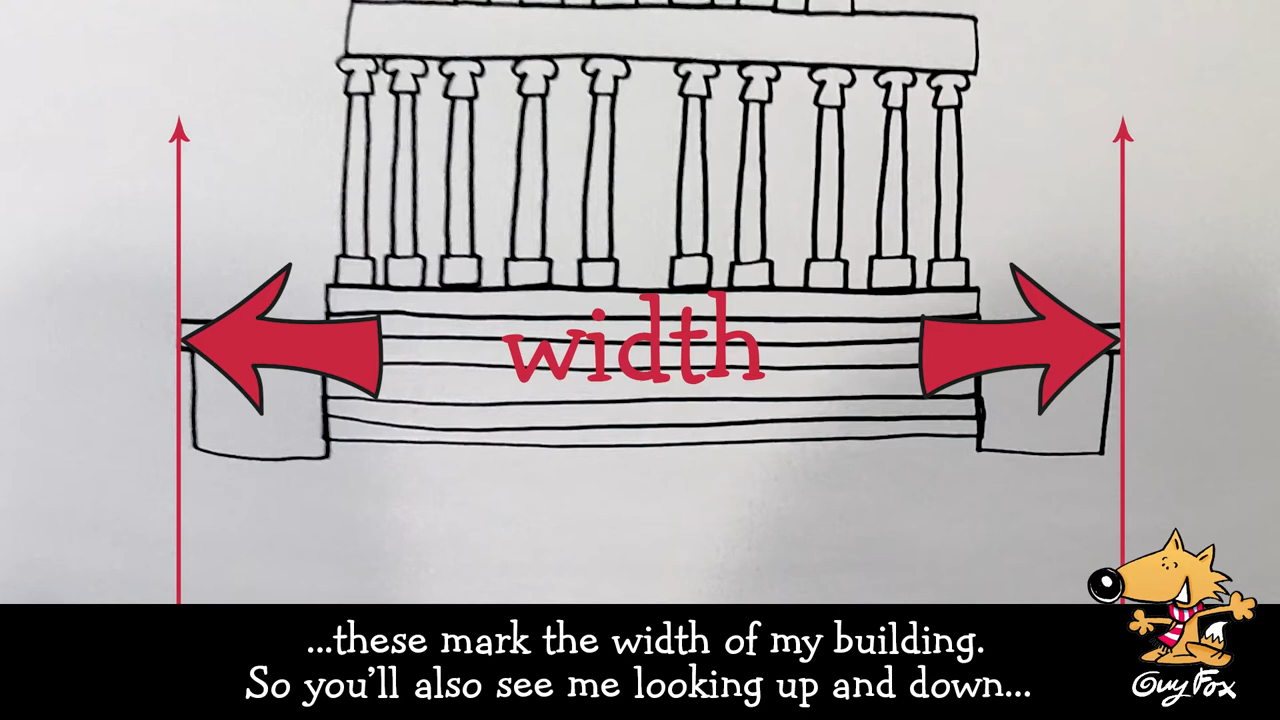 width
...these mark the width of my building.
So you'll also see me looking up and down...
Guy Fox